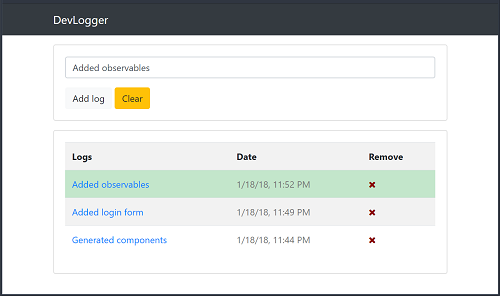 DevLogger
Added observables
Add log Clear
Logs Date Remove
Added observables 1/18/18, 11:52 PM
Added login form 1/18/18, 11:49 PM
Generated components 1/18/18, 11:44 PM